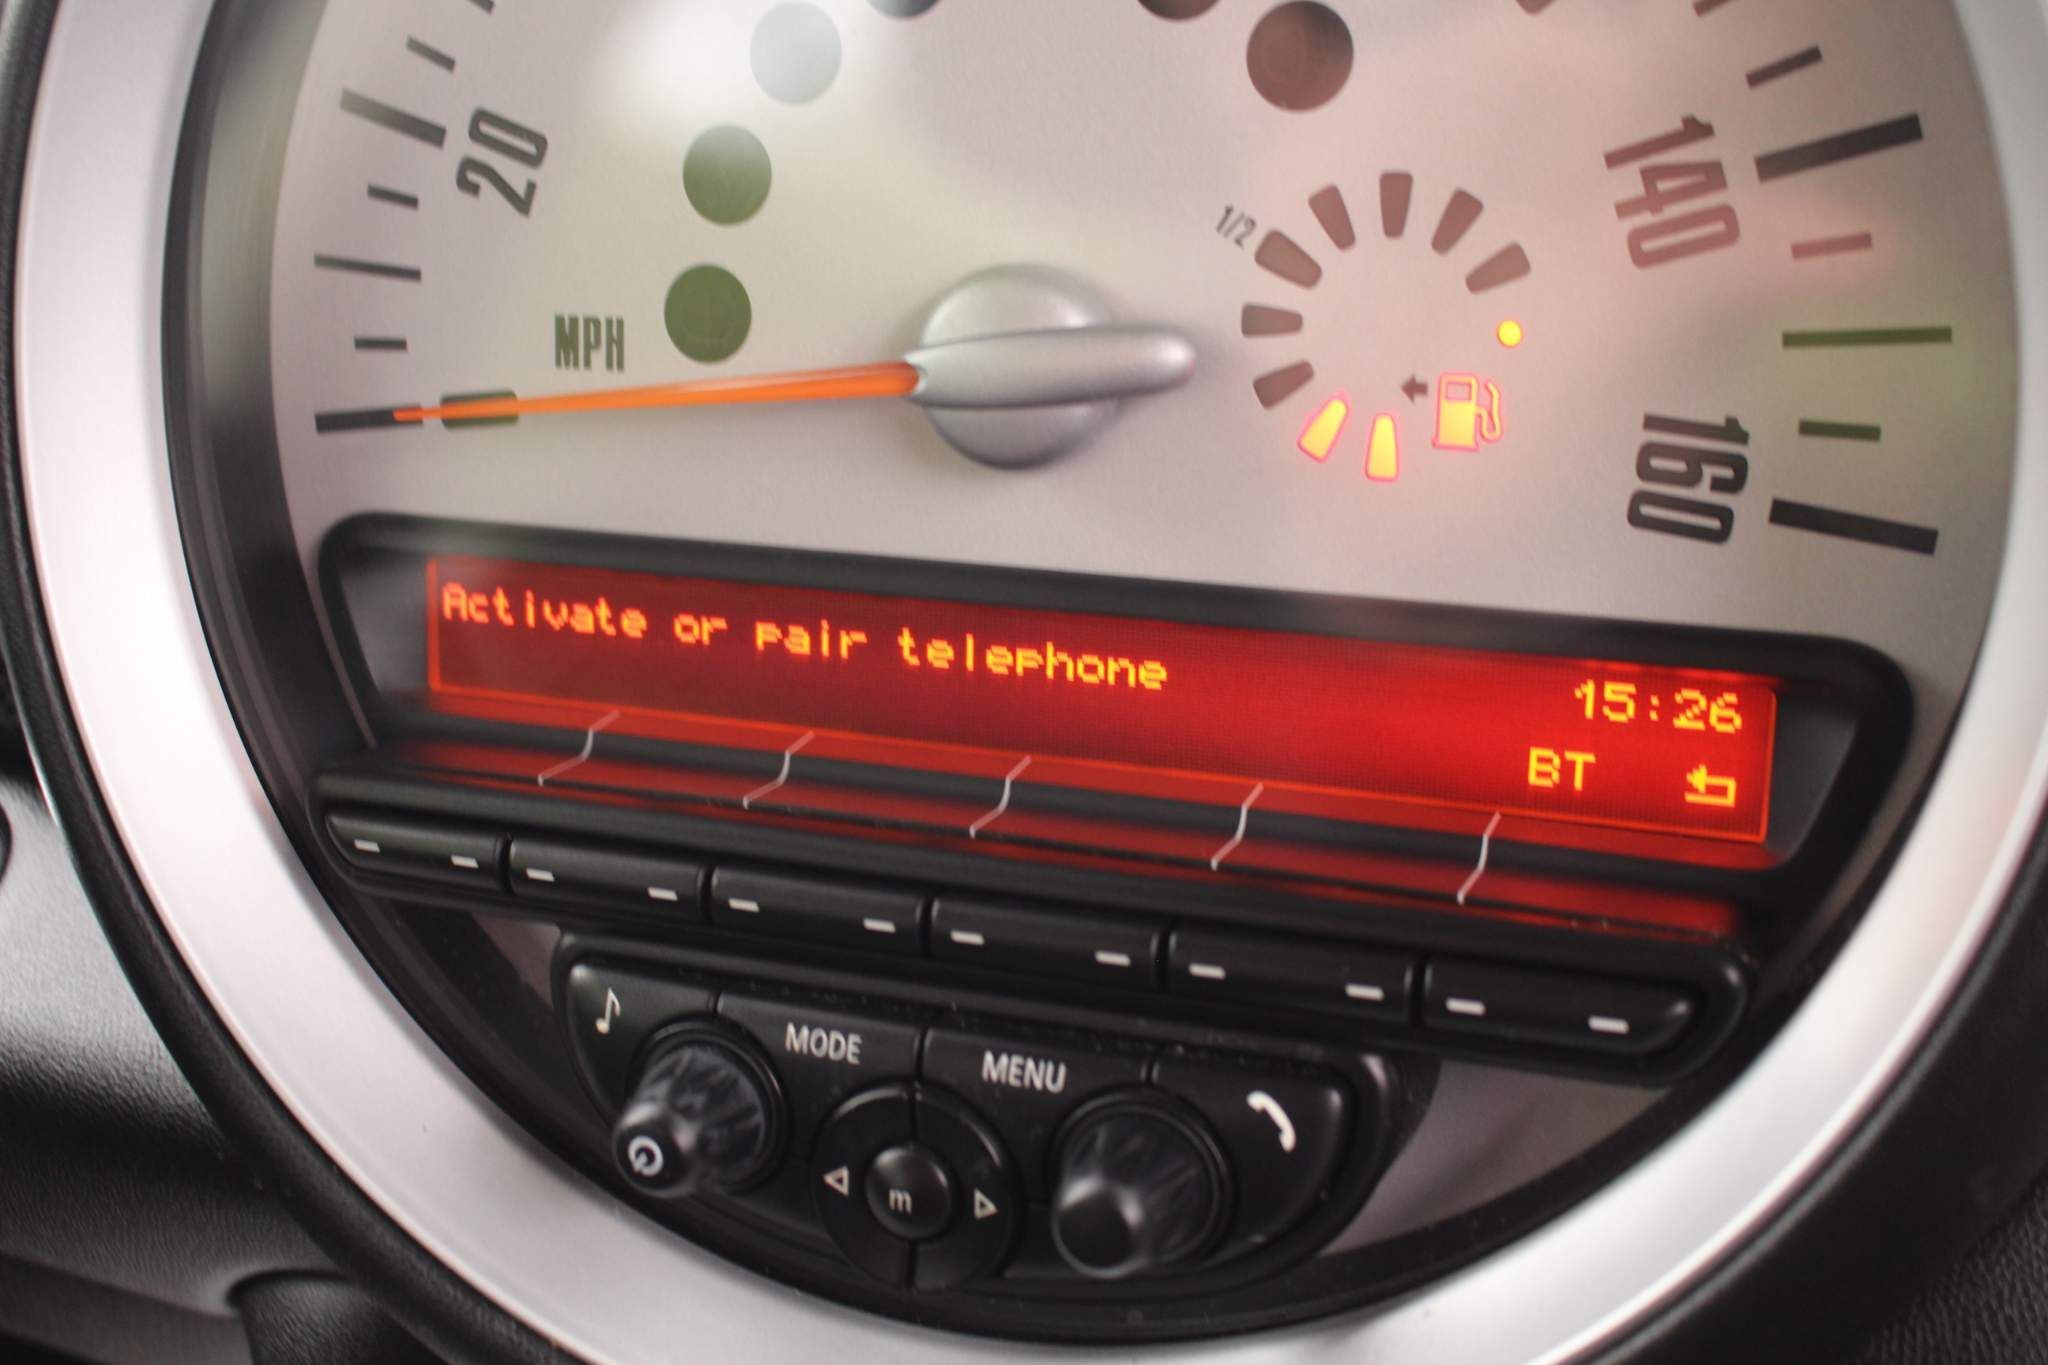 20
MPH
1/2
140
160
Activate or pair telephone
15:26
BT
MODE
MENU
m